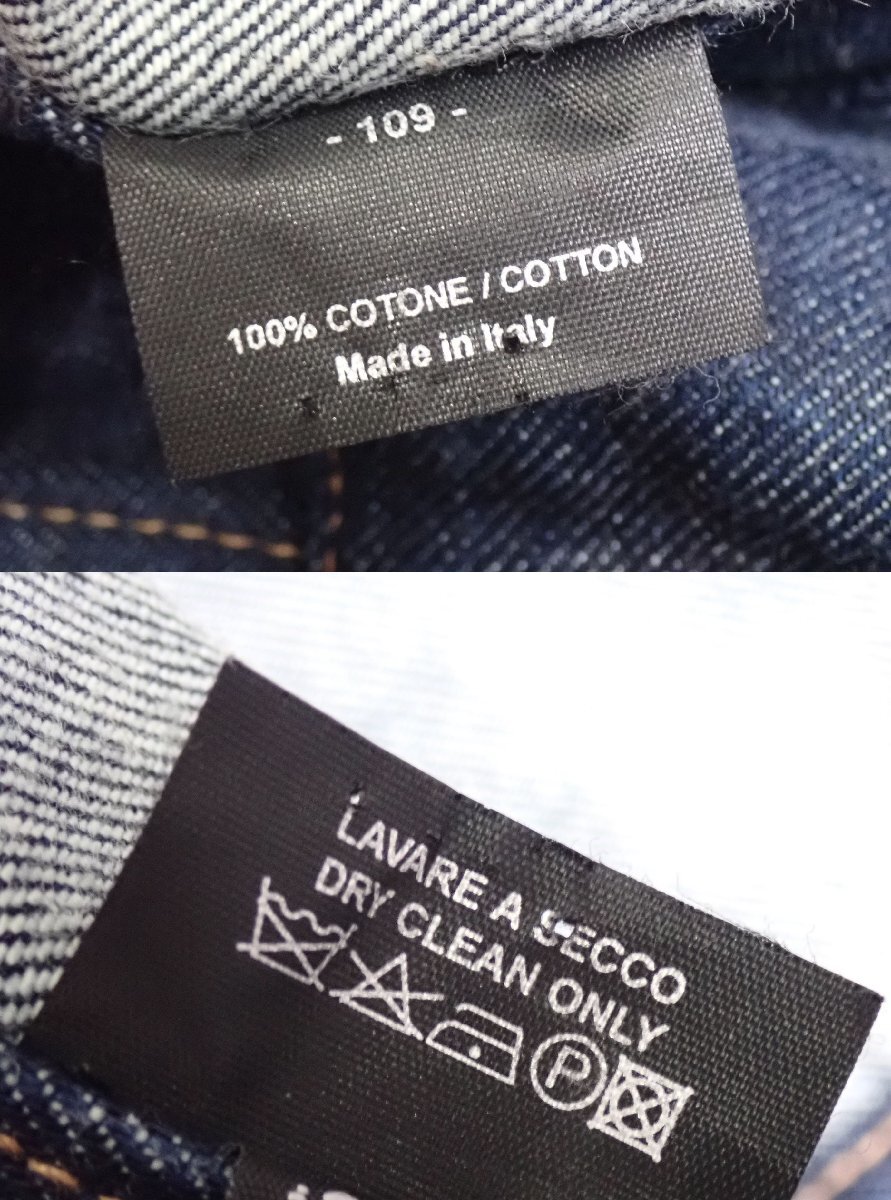 - 109 -
100% COTONE / COTTON
Made in Italy
LAVARE A SECCO
DRY CLEAN ONLY
P